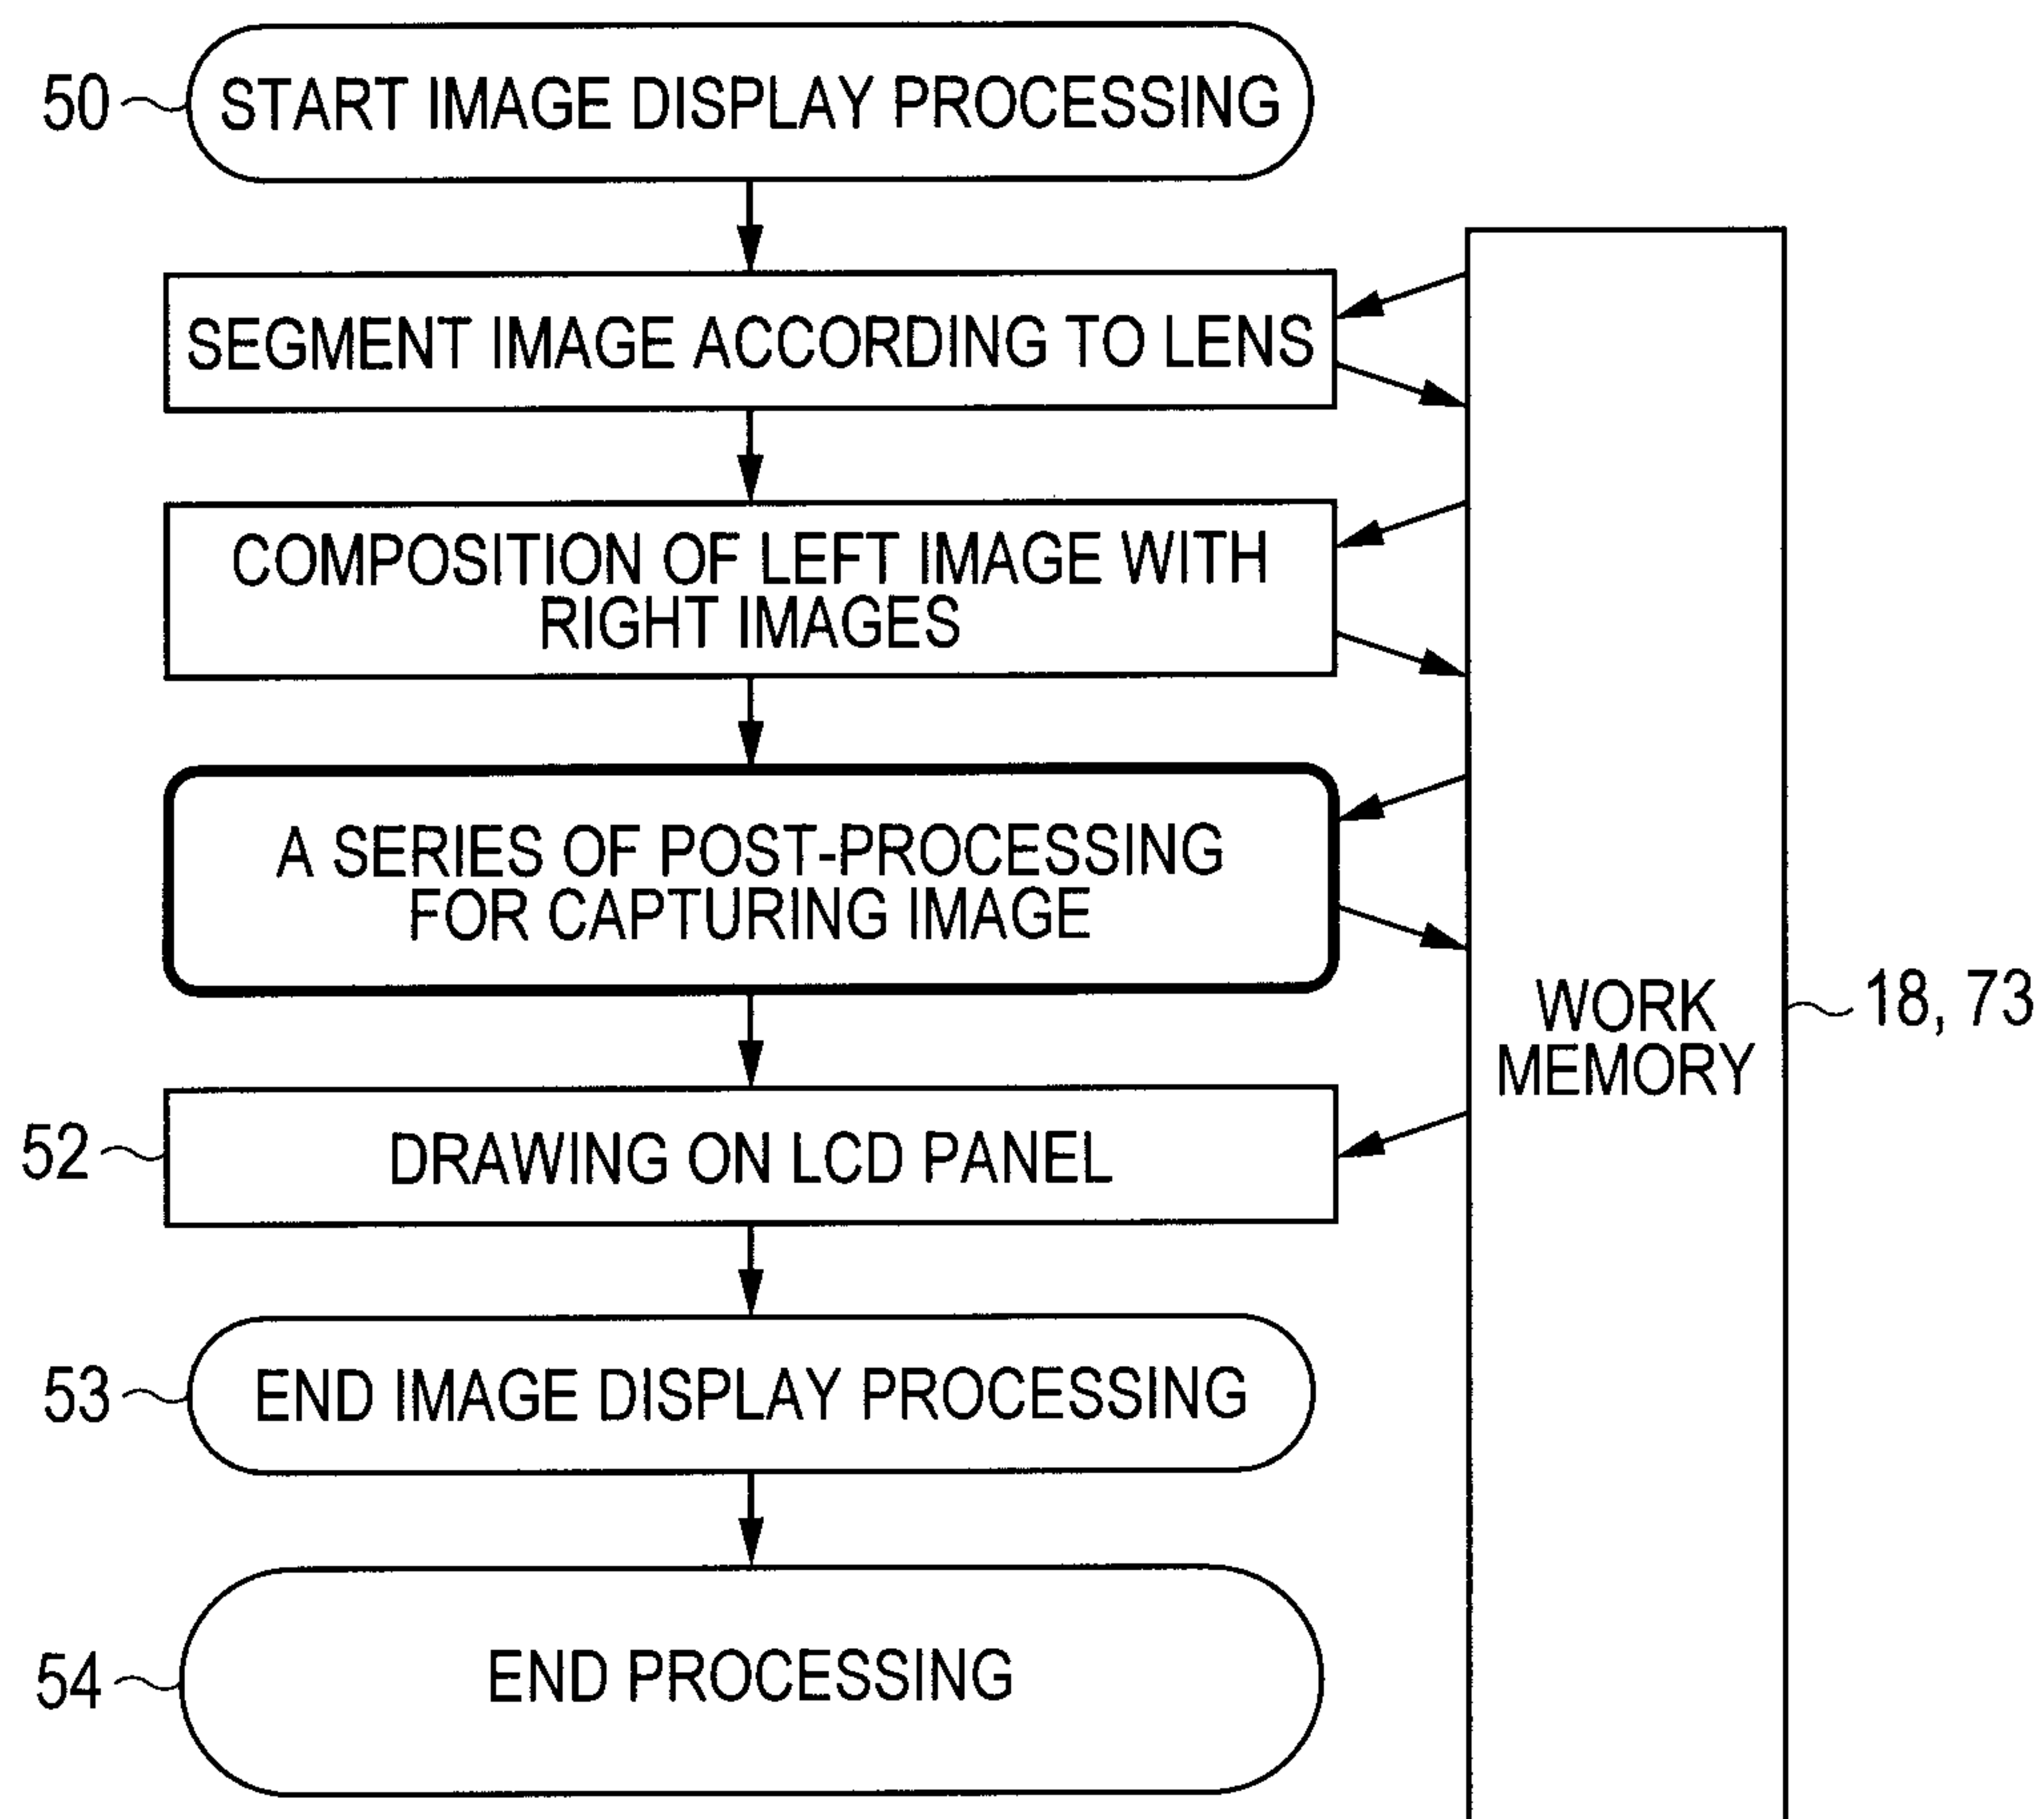 50
START IMAGE DISPLAY PROCESSING
SEGMENT IMAGE ACCORDING TO LENS
COMPOSITION OF LEFT IMAGE WITH
RIGHT IMAGES
A SERIES OF POST-PROCESSING
FOR CAPTURING IMAGE
WORK
MEMORY
18, 73
52
DRAWING ON LCD PANEL
53
END IMAGE DISPLAY PROCESSING
54
END PROCESSING